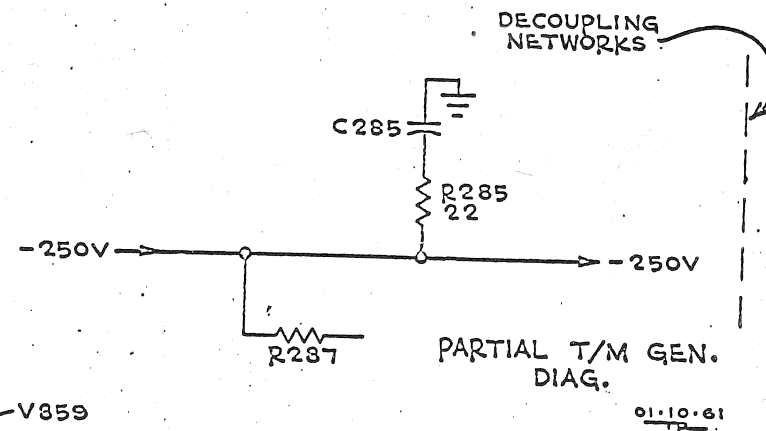 DECOUPLING
NETWORKS
C285
R285
22
-250V
-250V
R287
PARTIAL T/M GEN.
DIAG.
V859
01.10.61